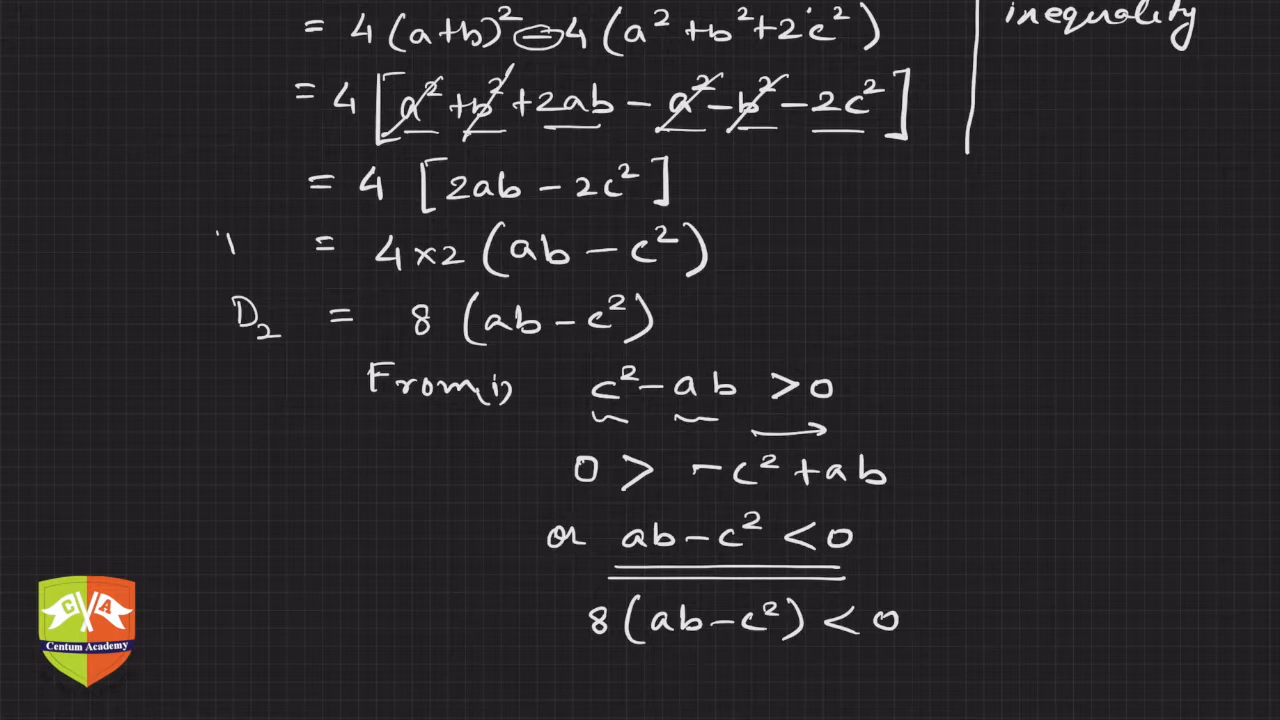 = 4 (a+b)² - 4 (a² + b² + 2c²)
inequality
= 4 [a² + b² + 2ab - a² - b² - 2c²]
= 4 [2ab - 2c²]
= 4×2 (ab - c²)
D₂ = 8 (ab - c²)
From (1) c² - ab > 0
0 > -c² + ab
or ab - c² < 0
8 (ab - c²) < 0
C A
Centum Academy